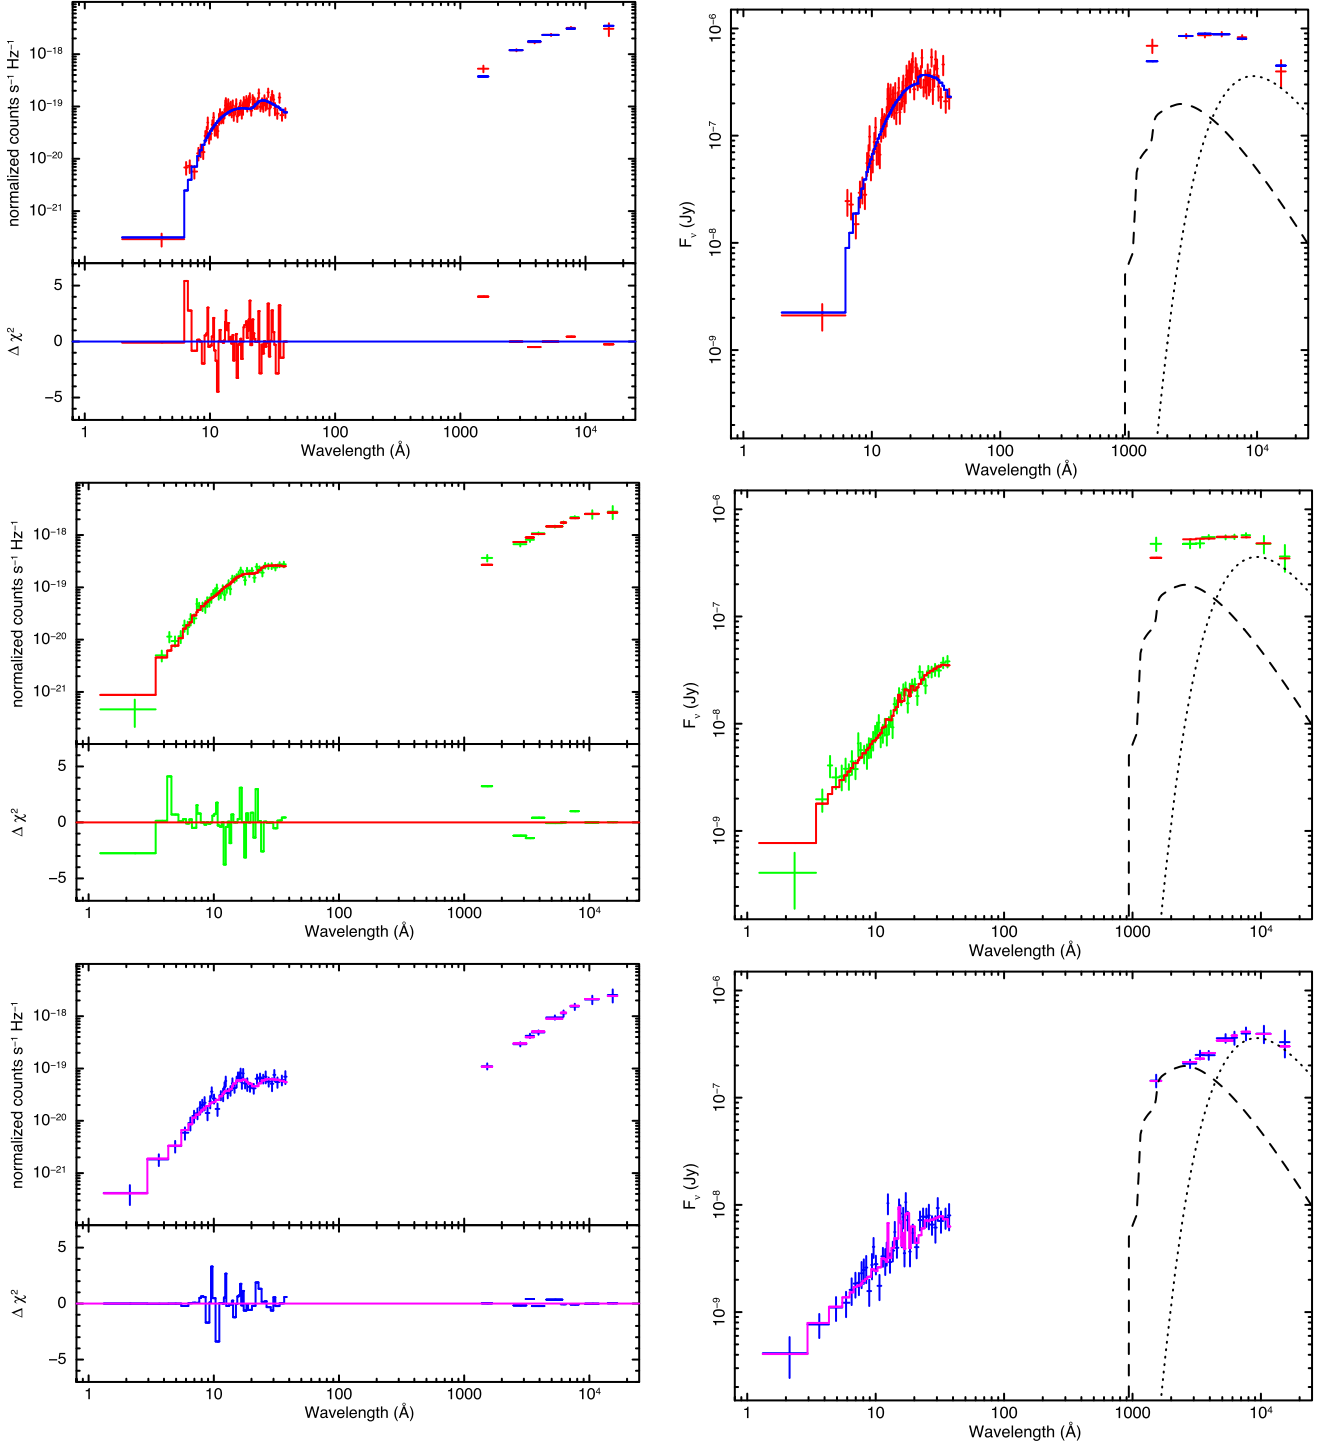 normalized counts s⁻¹ Hz⁻¹
10⁻¹⁸
10⁻¹⁹
10⁻²⁰
10⁻²¹
Δ χ²
5
0
−5
1 10 100 1000 10⁴
Wavelength (Å)
F_ν (Jy)
10⁻⁶
10⁻⁷
10⁻⁸
10⁻⁹
1 10 100 1000 10⁴
Wavelength (Å)
normalized counts s⁻¹ Hz⁻¹
10⁻¹⁸
10⁻¹⁹
10⁻²⁰
10⁻²¹
Δ χ²
5
0
−5
1 10 100 1000 10⁴
Wavelength (Å)
F_ν (Jy)
10⁻⁶
10⁻⁷
10⁻⁸
10⁻⁹
1 10 100 1000 10⁴
Wavelength (Å)
normalized counts s⁻¹ Hz⁻¹
10⁻¹⁸
10⁻¹⁹
10⁻²⁰
10⁻²¹
Δ χ²
5
0
−5
1 10 100 1000 10⁴
Wavelength (Å)
F_ν (Jy)
10⁻⁶
10⁻⁷
10⁻⁸
10⁻⁹
1 10 100 1000 10⁴
Wavelength (Å)